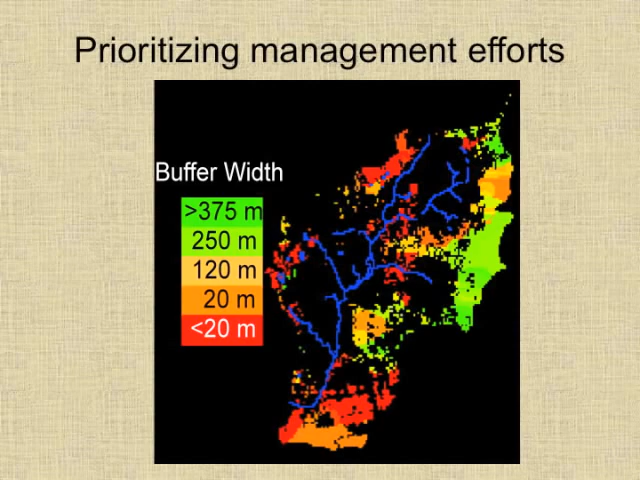 Prioritizing management efforts
Buffer Width
>375 m
250 m
120 m
20 m
<20 m